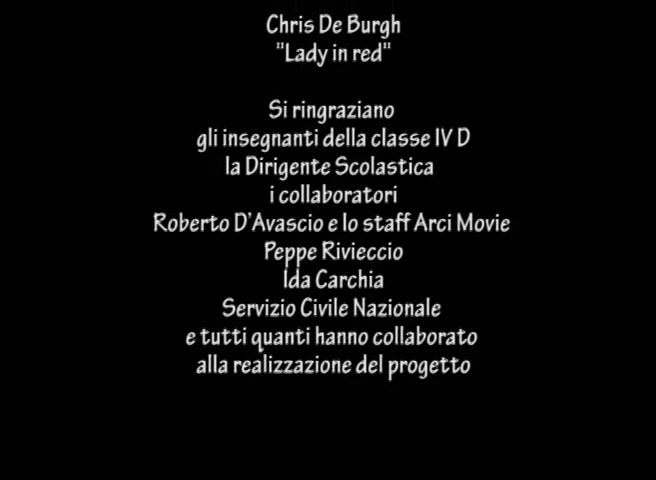 Chris De Burgh
"Lady in red"
Si ringraziano
gli insegnanti della classe IV D
la Dirigente Scolastica
i collaboratori
Roberto D'Avascio e lo staff Arci Movie
Peppe Rivieccio
Ida Carchia
Servizio Civile Nazionale
e tutti quanti hanno collaborato
alla realizzazione del progetto